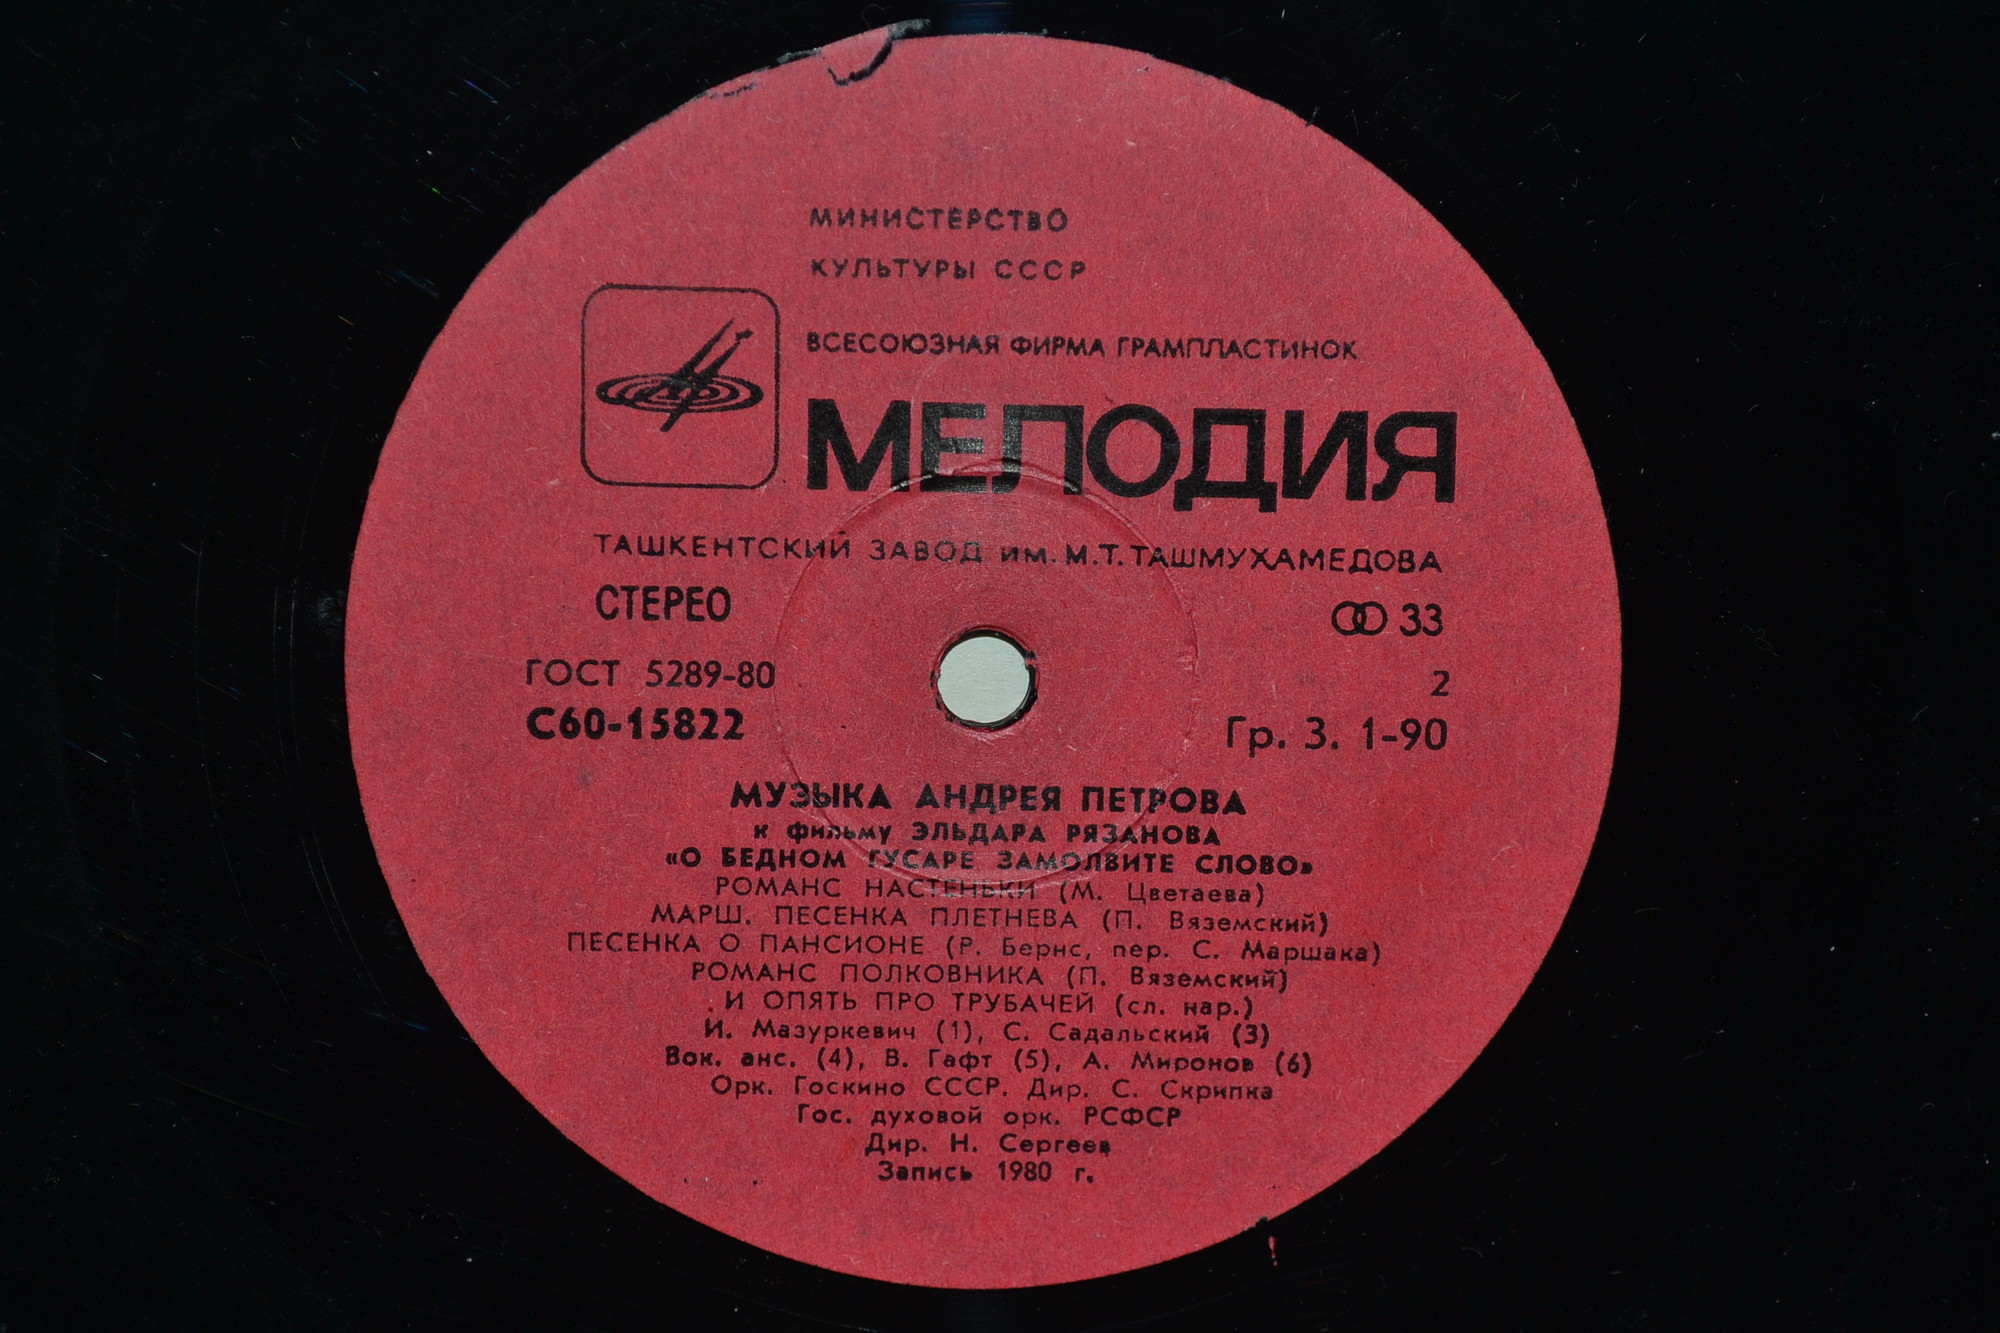 МИНИСТЕРСТВО
КУЛЬТУРЫ СССР
ВСЕСОЮЗНАЯ ФИРМА ГРАМПЛАСТИНОК
МЕЛОДИЯ
ТАШКЕНТСКИЙ ЗАВОД ИМ. М.Т. ТАШМУХАМЕДОВА
СТЕРЕО 33
ГОСТ 5289-80 2
С60-15822 Гр. 3. 1-90
МУЗЫКА АНДРЕЯ ПЕТРОВА
к фильму ЭЛЬДАРА РЯЗАНОВА
«О БЕДНОМ ГУСАРЕ ЗАМОЛВИТЕ СЛОВО»
РОМАНС НАСТЕНЬКИ (М. Цветаева)
МАРШ. ПЕСЕНКА ПЛЕТНЕВА (П. Вяземский)
ПЕСЕНКА О ПАНСИОНЕ (Р. Бернс, пер. С. Маршака)
РОМАНС ПОЛКОВНИКА (П. Вяземский)
И ОПЯТЬ ПРО ТРУБАЧЕЙ (сл. нар.)
И. Мазуркевич (1), С. Садальский (3)
Вок. анс. (4), В. Гафт (5), А. Миронов (6)
Орк. Госкино СССР. Дир. С. Скрипка
Гос. духовой орк. РСФСР
Дир. Н. Сергеев
Запись 1980 г.